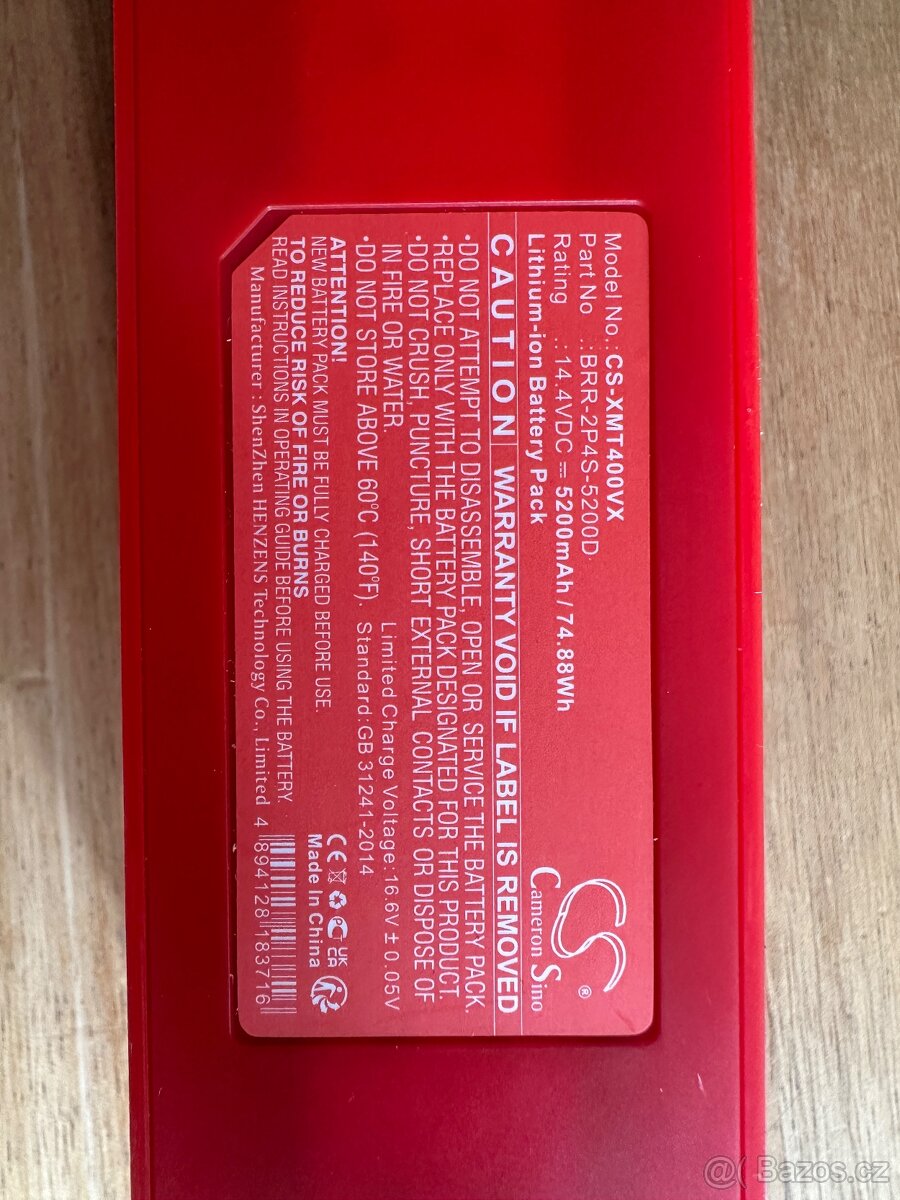 Model No.: CS-XMT400VX
Part No .: BRR-2P4S-5200D
Rating .: 14.4VDC ⎓ 5200mAh / 74.88Wh
Lithium-ion Battery Pack
Cameron Sino
CS®
CAUTION WARRANTY VOID IF LABEL IS REMOVED
•DO NOT ATTEMPT TO DISASSEMBLE, OPEN OR SERVICE THE BATTERY PACK.
•REPLACE ONLY WITH THE BATTERY PACK DESIGNATED FOR THIS PRODUCT.
•DO NOT CRUSH, PUNCTURE, SHORT EXTERNAL CONTACTS OR DISPOSE OF
IN FIRE OR WATER.
•DO NOT STORE ABOVE 60°C (140°F).
Limited Charge Voltage:16.6V±0.05V
Standard:GB 31241-2014
ATTENTION!
NEW BATTERY PACK MUST BE FULLY CHARGED BEFORE USE.
TO REDUCE RISK OF FIRE OR BURNS
READ INSTRUCTIONS IN OPERATING GUIDE BEFORE USING THE BATTERY.
Manufacturer : ShenZhen HENZENS Technology Co., Limited
CE UK CA
Made In China
4 894128 183716
@( Bazos.cz